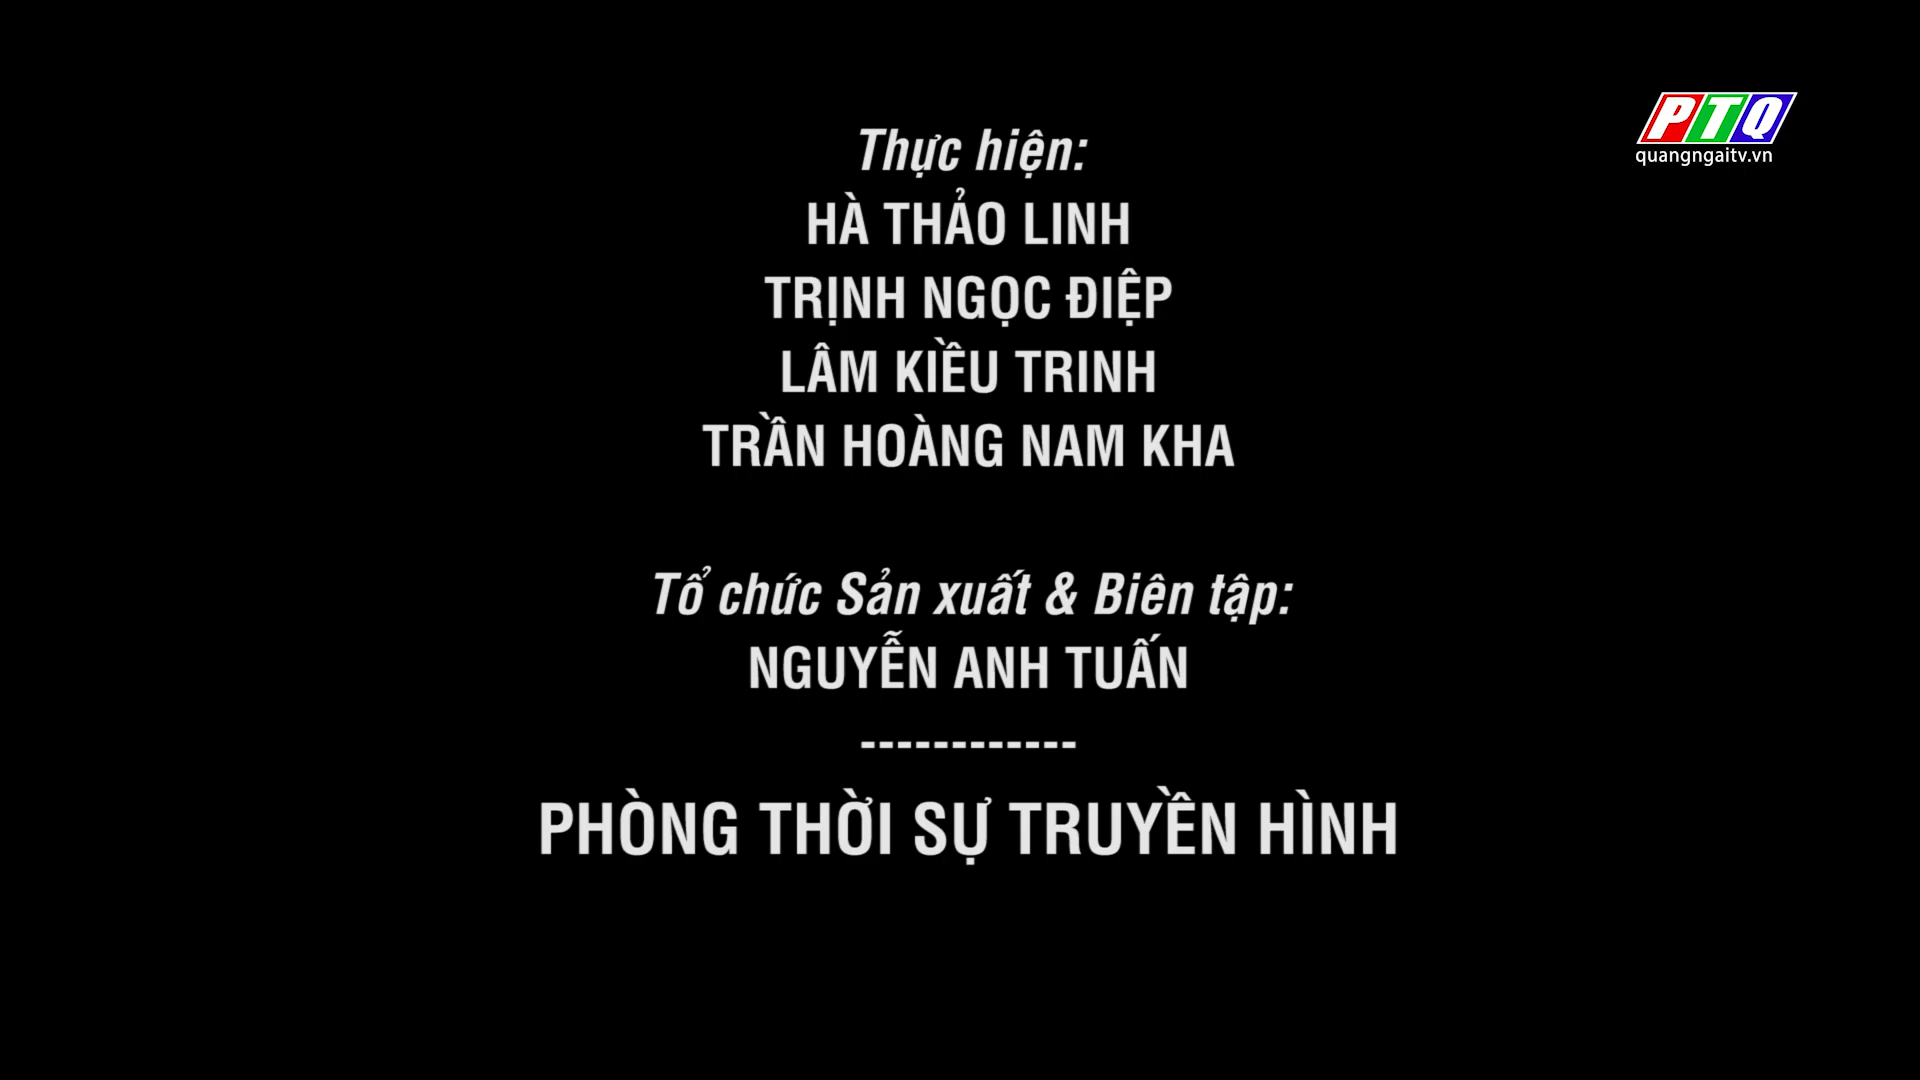 PTQ
quangngaitv.vn
Thực hiện:
HÀ THẢO LINH
TRỊNH NGỌC ĐIỆP
LÂM KIỀU TRINH
TRẦN HOÀNG NAM KHA
Tổ chức Sản xuất & Biên tập:
NGUYỄN ANH TUẤN
------------
PHÒNG THỜI SỰ TRUYỀN HÌNH